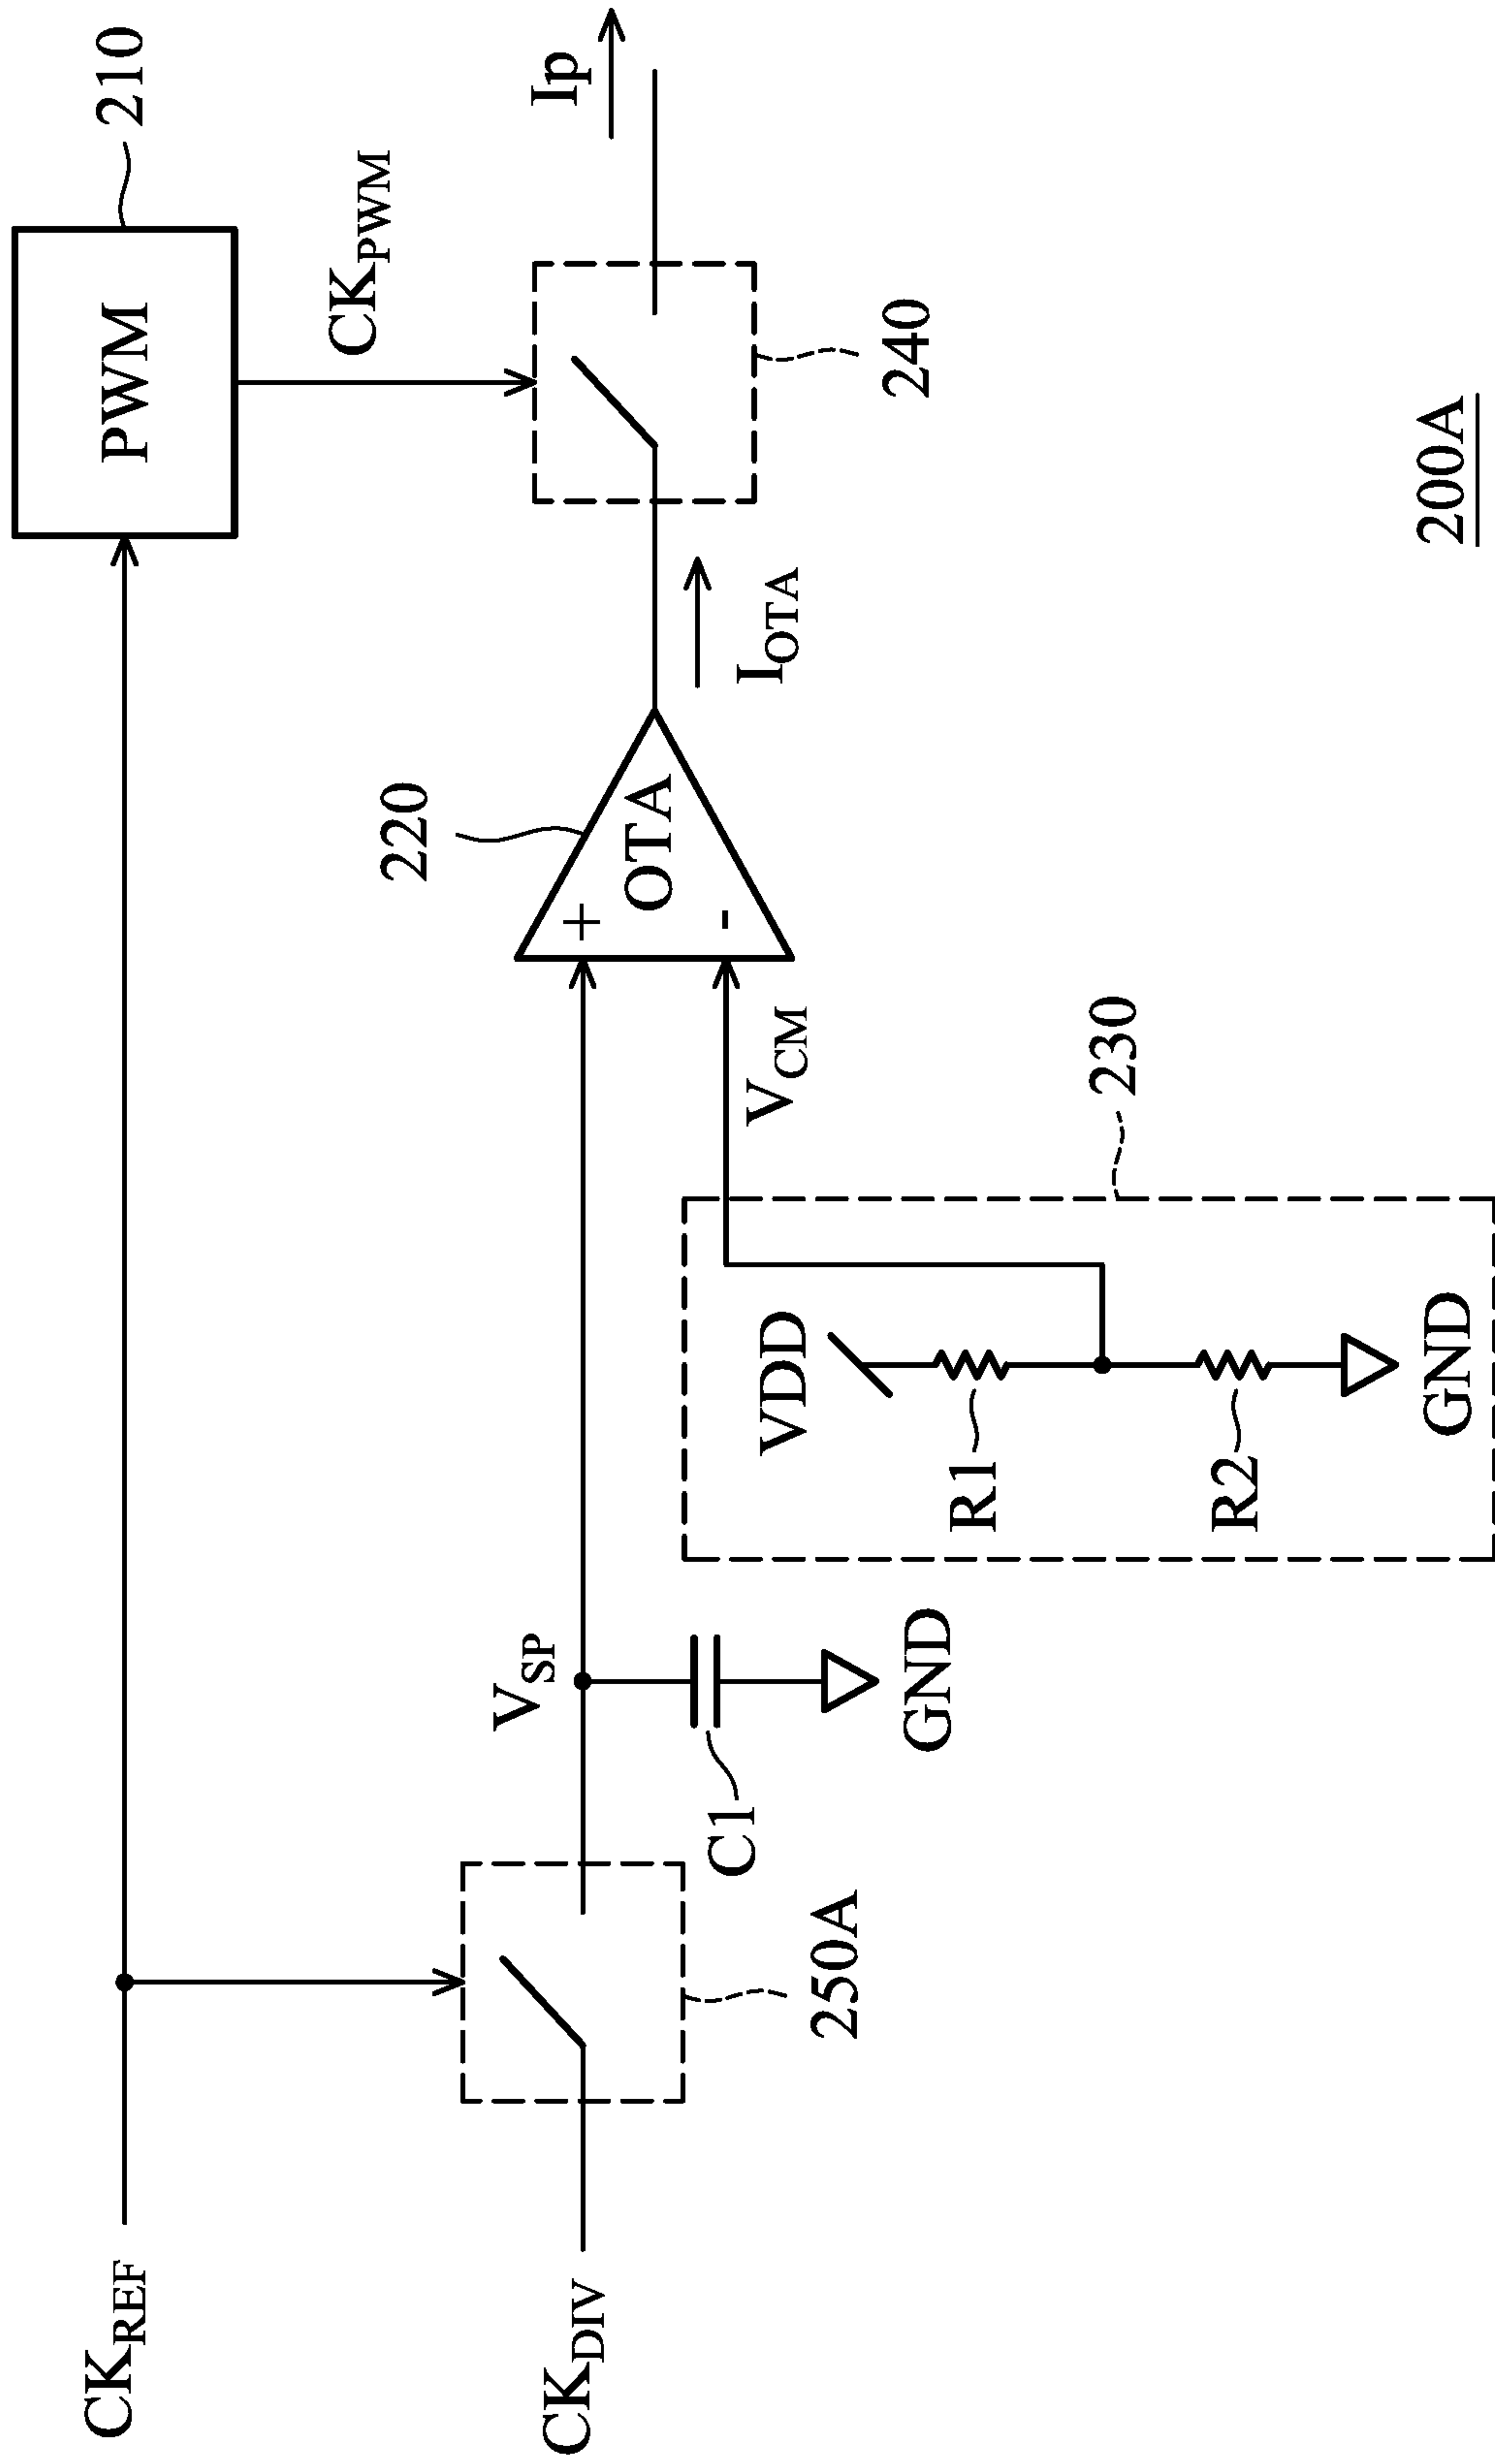 CKREF
PWM
210
CKPWM
Ip
CKDIV
250A
VSP
C1
GND
220
+
-
OTA
IOTA
240
VCM
VDD
R1
R2
GND
230
200A